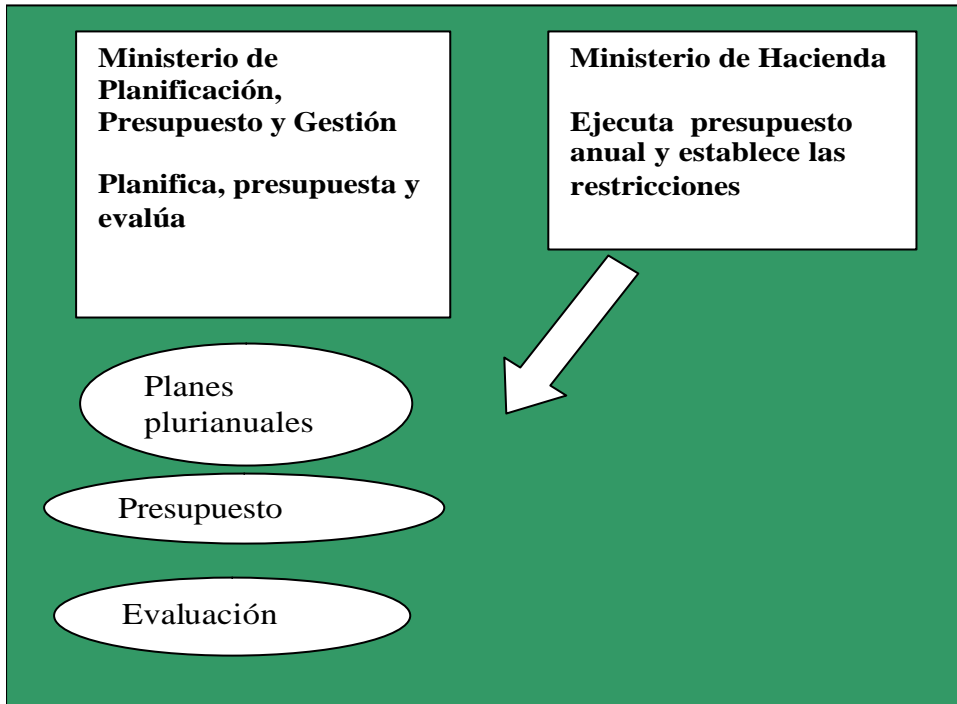 Ministerio de
Planificación,
Presupuesto y Gestión
Planifica, presupuesta y
evalúa
Ministerio de Hacienda
Ejecuta presupuesto
anual y establece las
restricciones
Planes
plurianuales
Presupuesto
Evaluación